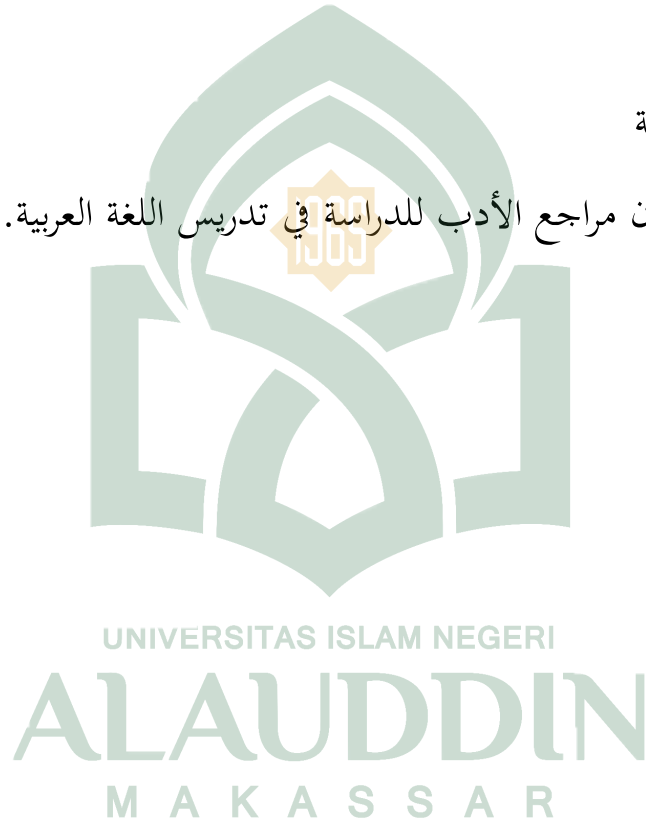 ة
ن مراجع الأدب للدراسة في تدريس اللغة العربية.
1965
UNIVERSITAS ISLAM NEGERI
ALAUDDIN
MAKASSAR